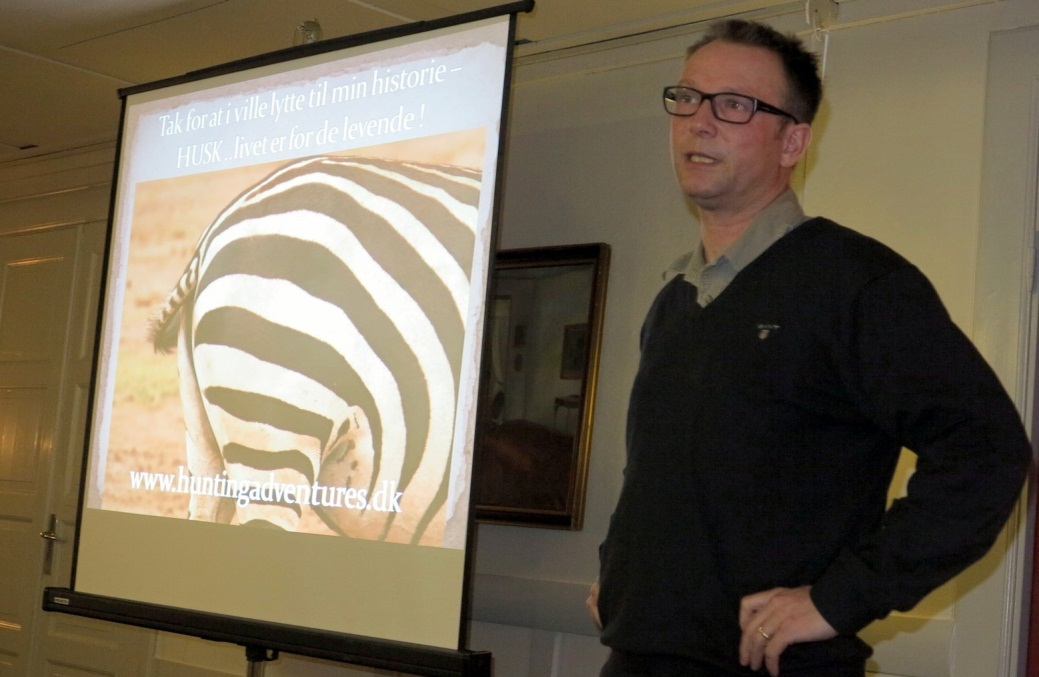 Tak for at i ville lytte til min historie –
HUSK...livet er for de levende !
www.huntingadventures.dk